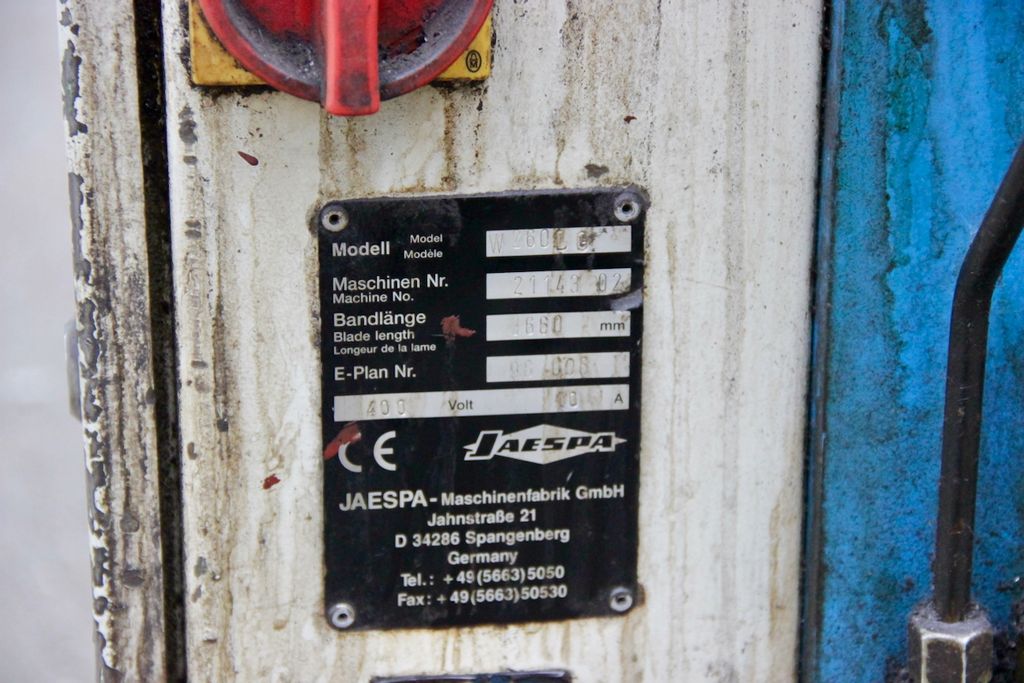 Modell Model
Modèle
Maschinen Nr. 21143 02
Machine No.
Bandlänge mm
Blade length
Longeur de la lame
E-Plan Nr.
400 Volt 10 A
CE JAESPA
JAESPA-Maschinenfabrik GmbH
Jahnstraße 21
D 34286 Spangenberg
Germany
Tel.: +49(5663)5050
Fax: +49(5663)50530